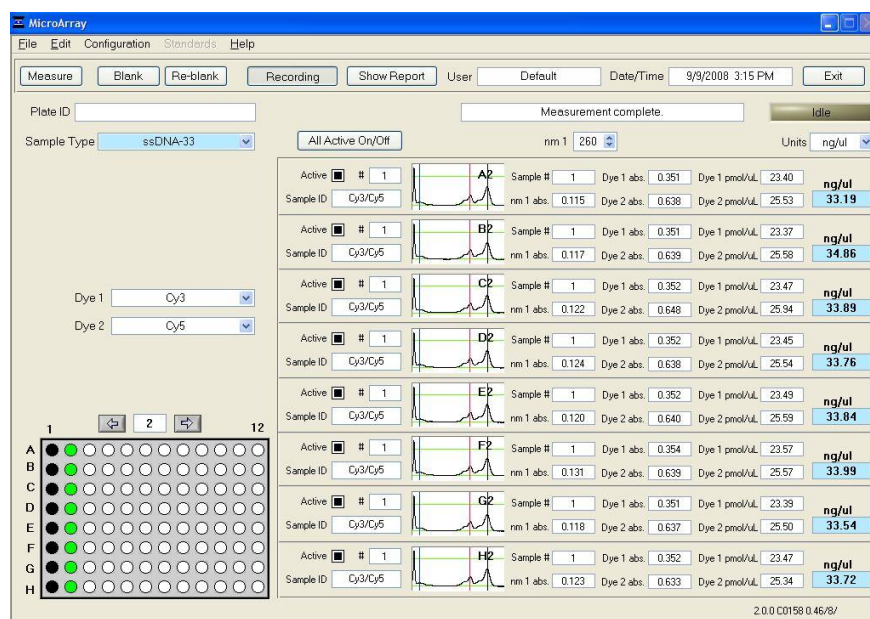 MicroArray
File Edit Configuration Standards Help
Measure Blank Re-blank Recording Show Report User Default Date/Time 9/9/2008 3:15 PM Exit
Plate ID Measurement complete. Idle
Sample Type ssDNA-33 All Active On/Off nm 1 260 Units ng/ul
Active # 1 A2 Sample # 1 Dye 1 abs. 0.351 Dye 1 pmol/uL 23.40 ng/ul
Sample ID Cy3/Cy5 nm 1 abs. 0.115 Dye 2 abs. 0.638 Dye 2 pmol/uL 25.53 33.19
Active # 1 B2 Sample # 1 Dye 1 abs. 0.351 Dye 1 pmol/uL 23.37 ng/ul
Sample ID Cy3/Cy5 nm 1 abs. 0.117 Dye 2 abs. 0.639 Dye 2 pmol/uL 25.58 34.86
Active # 1 C2 Sample # 1 Dye 1 abs. 0.352 Dye 1 pmol/uL 23.47 ng/ul
Sample ID Cy3/Cy5 nm 1 abs. 0.122 Dye 2 abs. 0.648 Dye 2 pmol/uL 25.94 33.89
Dye 1 Cy3
Dye 2 Cy5
Active # 1 D2 Sample # 1 Dye 1 abs. 0.352 Dye 1 pmol/uL 23.45 ng/ul
Sample ID Cy3/Cy5 nm 1 abs. 0.124 Dye 2 abs. 0.638 Dye 2 pmol/uL 25.54 33.76
Active # 1 E2 Sample # 1 Dye 1 abs. 0.352 Dye 1 pmol/uL 23.49 ng/ul
Sample ID Cy3/Cy5 nm 1 abs. 0.120 Dye 2 abs. 0.640 Dye 2 pmol/uL 25.59 33.84
Active # 1 F2 Sample # 1 Dye 1 abs. 0.354 Dye 1 pmol/uL 23.57 ng/ul
Sample ID Cy3/Cy5 nm 1 abs. 0.131 Dye 2 abs. 0.639 Dye 2 pmol/uL 25.57 33.99
Active # 1 G2 Sample # 1 Dye 1 abs. 0.351 Dye 1 pmol/uL 23.39 ng/ul
Sample ID Cy3/Cy5 nm 1 abs. 0.118 Dye 2 abs. 0.637 Dye 2 pmol/uL 25.50 33.54
Active # 1 H2 Sample # 1 Dye 1 abs. 0.352 Dye 1 pmol/uL 23.47 ng/ul
Sample ID Cy3/Cy5 nm 1 abs. 0.123 Dye 2 abs. 0.633 Dye 2 pmol/uL 25.34 33.72
1 2 12
A
B
C
D
E
F
G
H
2.0.0 C0158 0.46/8/